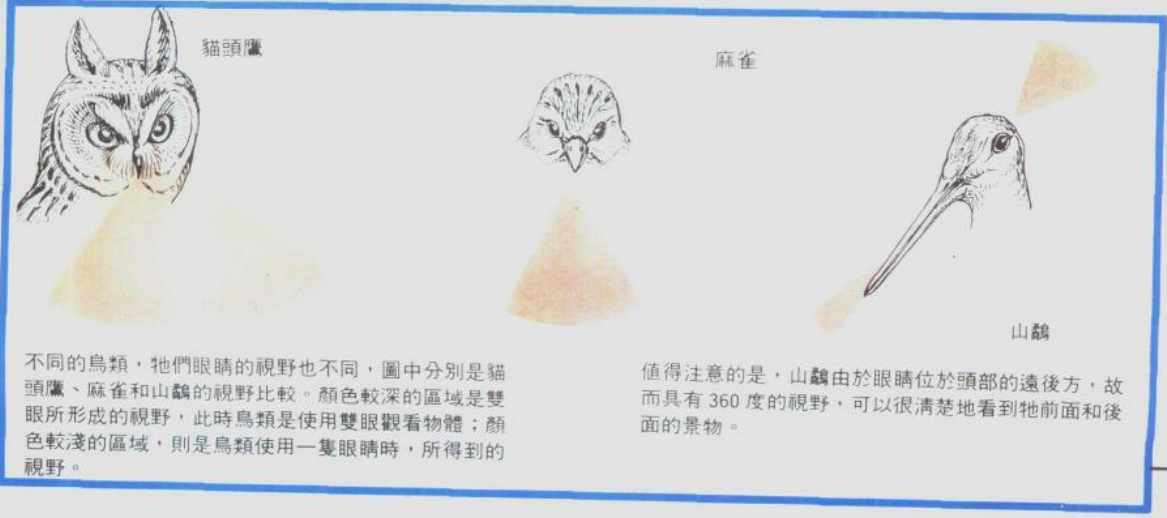 貓頭鷹
麻雀
山鷸
不同的鳥類，牠們眼睛的視野也不同，圖中分別是貓
頭鷹、麻雀和山鷸的視野比較。顏色較深的區域是雙
眼所形成的視野，此時鳥類是使用雙眼觀看物體；顏
色較淺的區域，則是鳥類使用一隻眼睛時，所得到的
視野。
值得注意的是，山鷸由於眼睛位於頭部的遠後方，故
而具有 360 度的視野，可以很清楚地看到牠前面和後
面的景物。